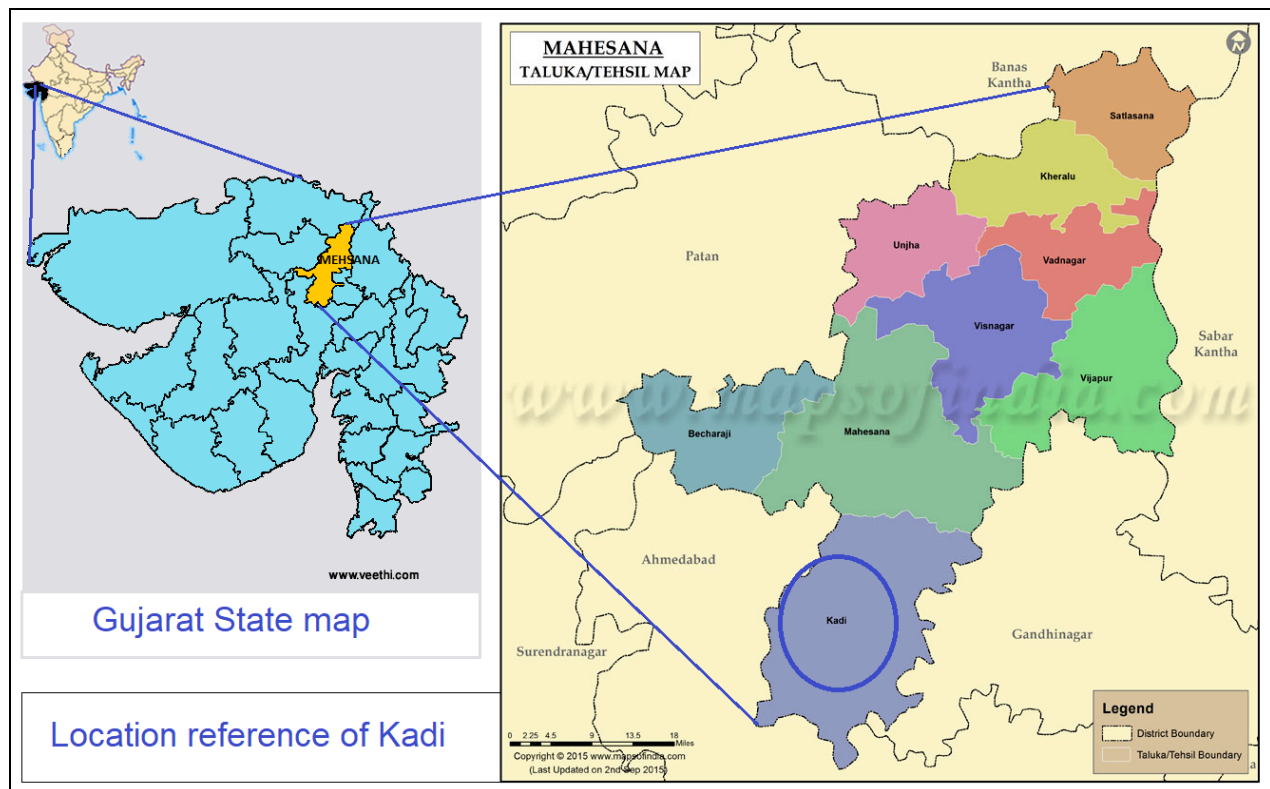 MEHSANA
www.veethi.com
Gujarat State map
Location reference of Kadi
MAHESANA
TALUKA/TEHSIL MAP
N
Banas
Kantha
Satlasana
Kheralu
Unjha
Vadnagar
Patan
Visnagar
Sabar
Kantha
Vijapur
www.mapsofindia.com
Becharaji
Mahesana
Ahmedabad
Kadi
Gandhinagar
Surendranagar
Legend
District Boundary
Taluka/Tehsil Boundary
0 2.25 4.5 9 13.5 18
Miles
Copyright © 2015 www.mapsofindia.com
(Last Updated on 2nd Sep 2015)